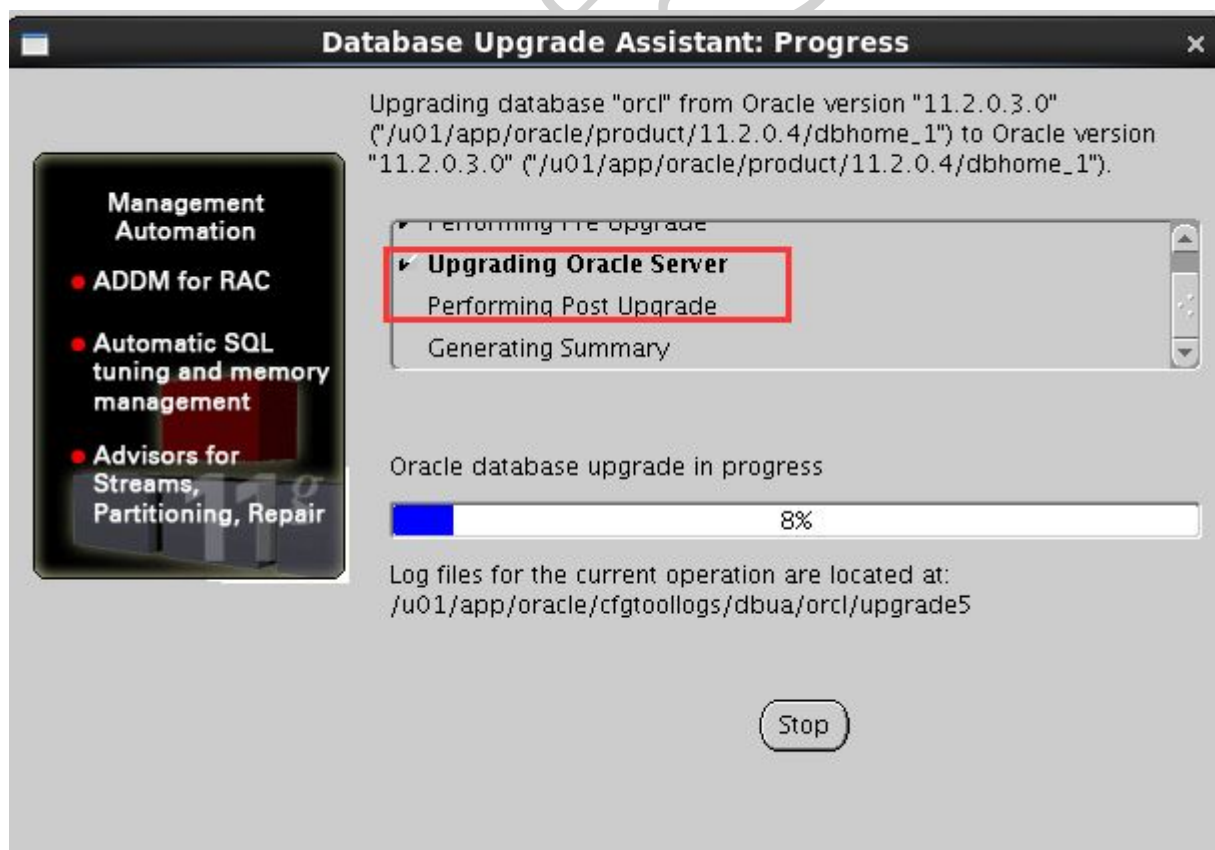 Database Upgrade Assistant: Progress
Upgrading database "orcl" from Oracle version "11.2.0.3.0"
("/u01/app/oracle/product/11.2.0.4/dbhome_1") to Oracle version
"11.2.0.3.0" ("/u01/app/oracle/product/11.2.0.4/dbhome_1").
Management
Automation
ADDM for RAC
Automatic SQL
tuning and memory
management
Advisors for
Streams,
Partitioning, Repair
11g
Performing Pre Upgrade
Upgrading Oracle Server
Performing Post Upgrade
Generating Summary
Oracle database upgrade in progress
8%
Log files for the current operation are located at:
/u01/app/oracle/cfgtoollogs/dbua/orcl/upgrade5
Stop